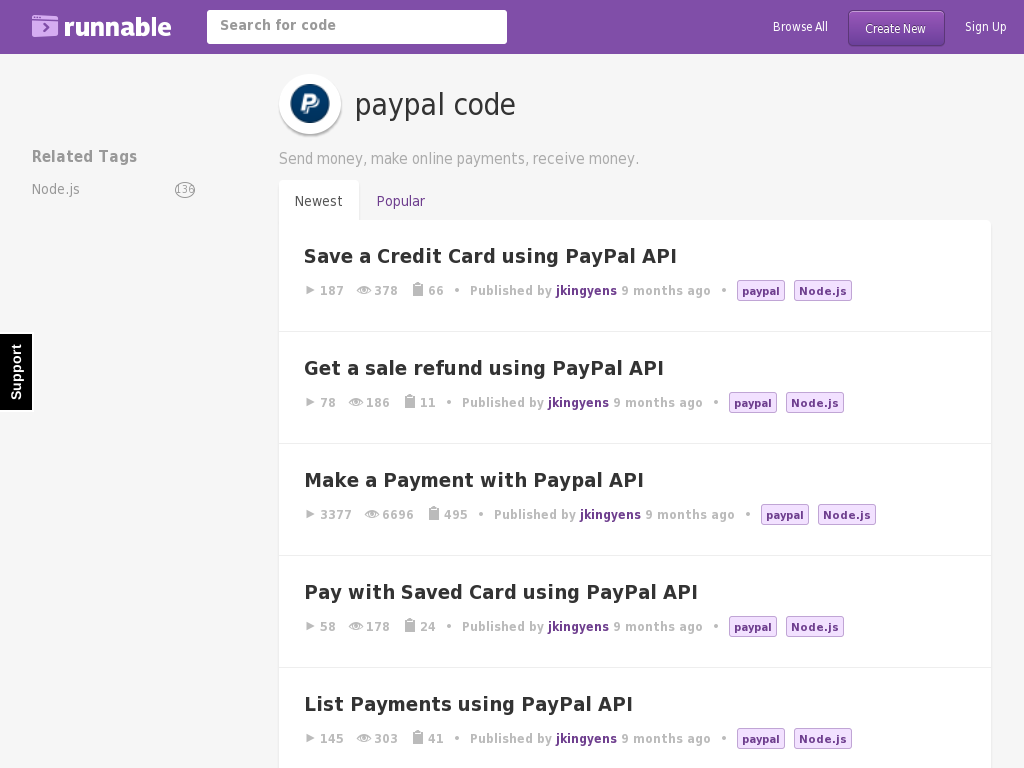 runnable
Search for code
Browse All
Create New
Sign Up
paypal code
Related Tags
Send money, make online payments, receive money.
Node.js 136
Newest Popular
Save a Credit Card using PayPal API
187 378 66 • Published by jkingyens 9 months ago • paypal Node.js
Support
Get a sale refund using PayPal API
78 186 11 • Published by jkingyens 9 months ago • paypal Node.js
Make a Payment with Paypal API
3377 6696 495 • Published by jkingyens 9 months ago • paypal Node.js
Pay with Saved Card using PayPal API
58 178 24 • Published by jkingyens 9 months ago • paypal Node.js
List Payments using PayPal API
145 303 41 • Published by jkingyens 9 months ago • paypal Node.js